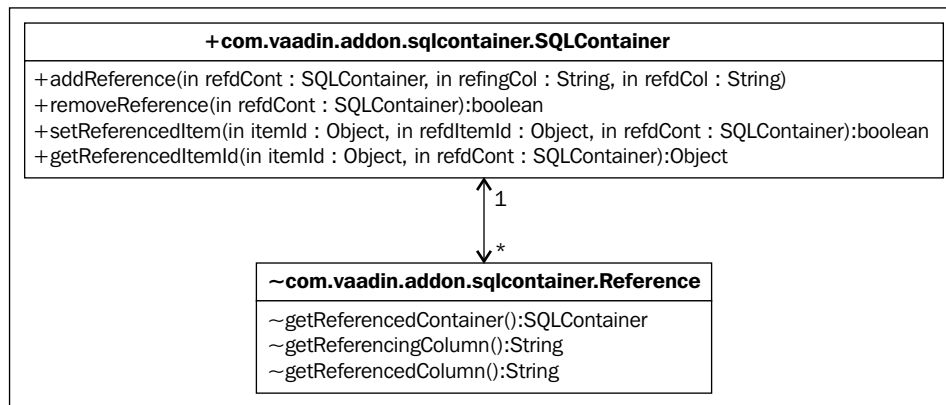 +com.vaadin.addon.sqlcontainer.SQLContainer
+addReference(in refdCont : SQLContainer, in refingCol : String, in refdCol : String)
+removeReference(in refdCont : SQLContainer):boolean
+setReferencedItem(in itemId : Object, in refdItemId : Object, in refdCont : SQLContainer):boolean
+getReferencedItemId(in itemId : Object, in refdCont : SQLContainer):Object
1
*
~com.vaadin.addon.sqlcontainer.Reference
~getReferencedContainer():SQLContainer
~getReferencingColumn():String
~getReferencedColumn():String